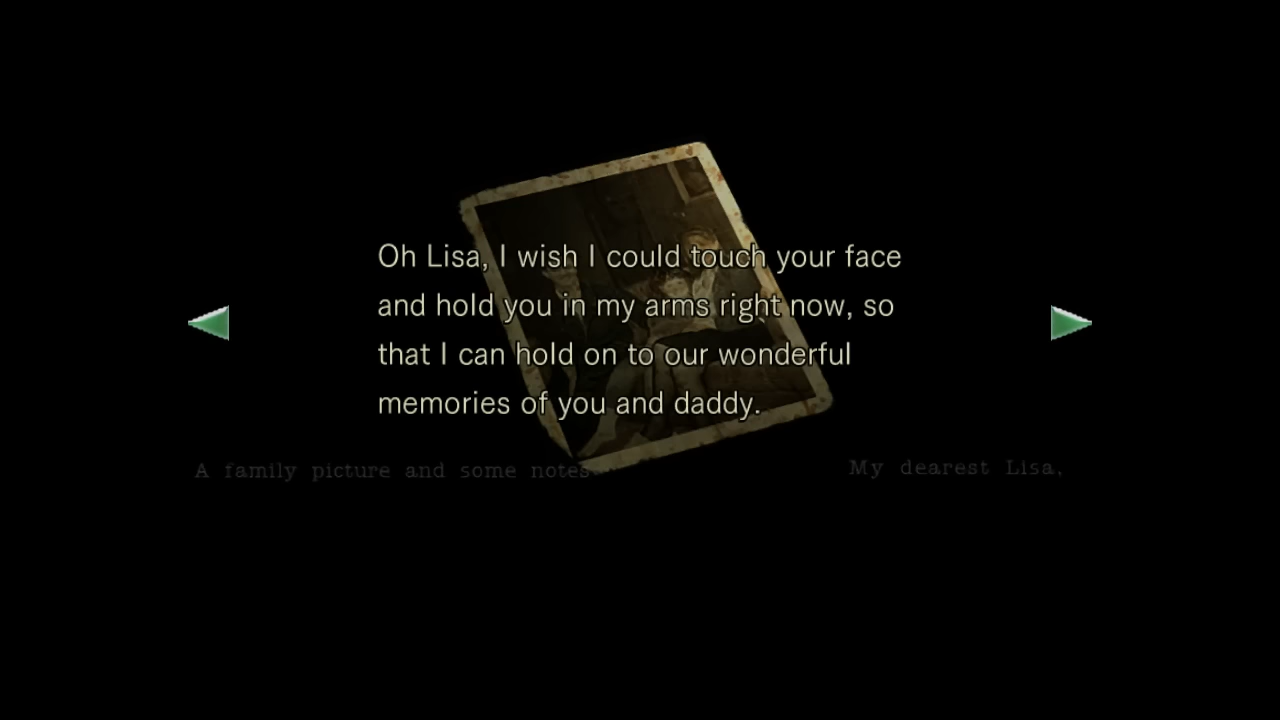 Oh Lisa, I wish I could touch your face
and hold you in my arms right now, so
that I can hold on to our wonderful
memories of you and daddy.
A family picture and some notes
My dearest Lisa,